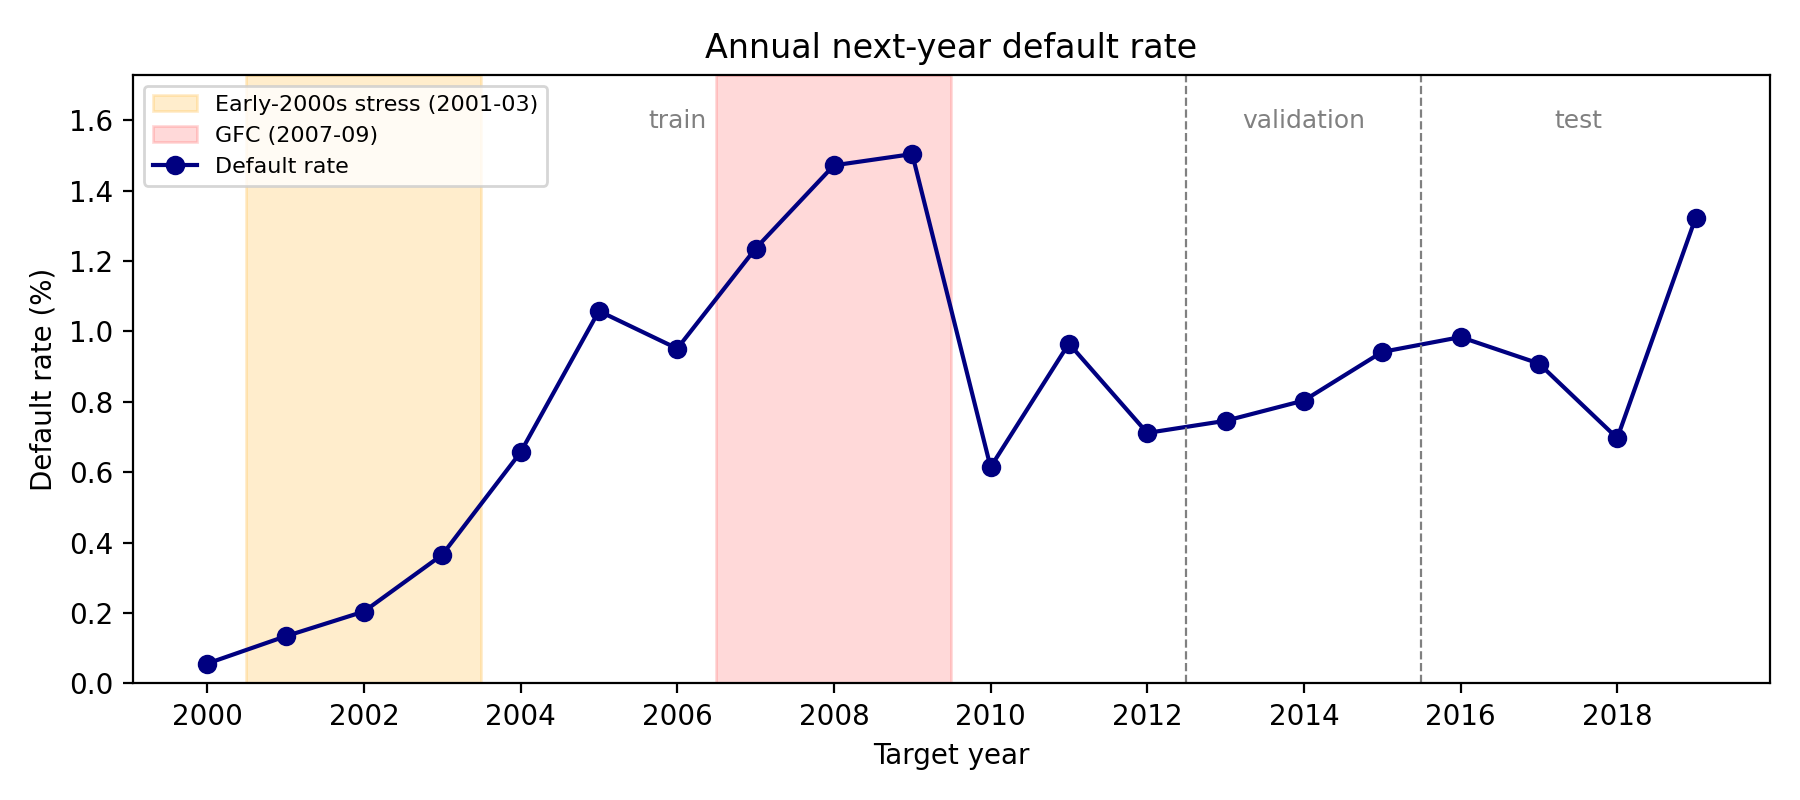 Annual next-year default rate
Early-2000s stress (2001-03)
GFC (2007-09)
Default rate
train
validation
test
Default rate (%)
1.6
1.4
1.2
1.0
0.8
0.6
0.4
0.2
0.0
2000 2002 2004 2006 2008 2010 2012 2014 2016 2018
Target year